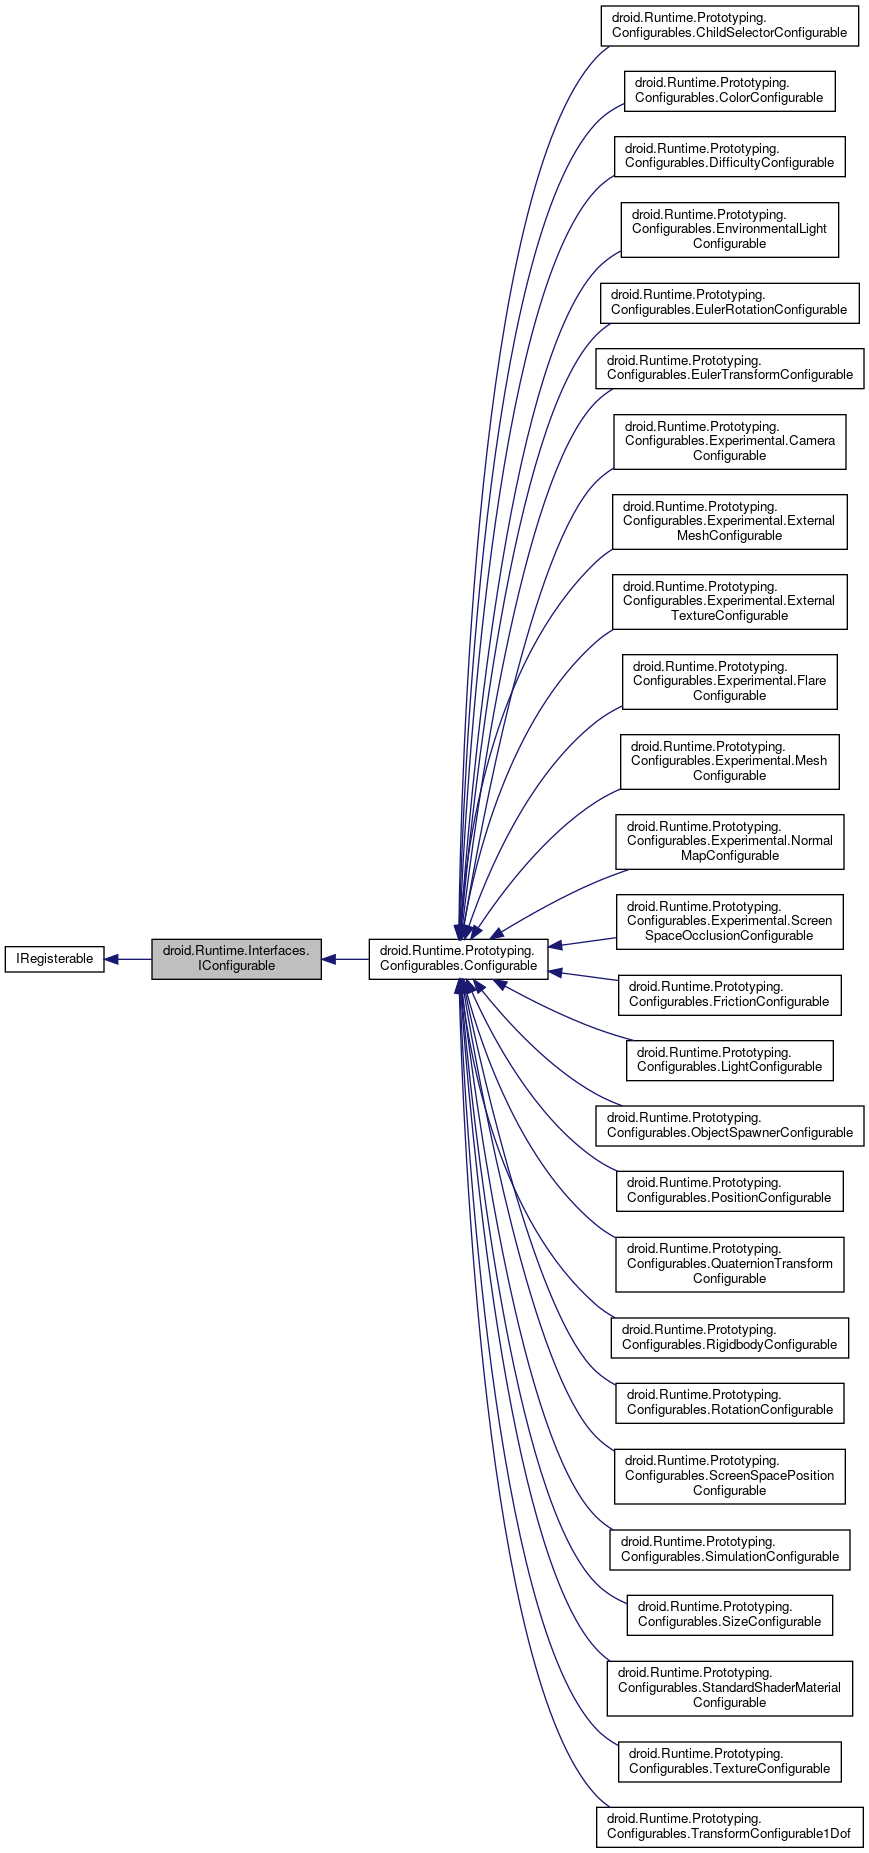 IRegisterable
droid.Runtime.Interfaces.
IConfigurable
droid.Runtime.Prototyping.
Configurables.Configurable
droid.Runtime.Prototyping.
Configurables.ChildSelectorConfigurable
droid.Runtime.Prototyping.
Configurables.ColorConfigurable
droid.Runtime.Prototyping.
Configurables.DifficultyConfigurable
droid.Runtime.Prototyping.
Configurables.EnvironmentalLight
Configurable
droid.Runtime.Prototyping.
Configurables.EulerRotationConfigurable
droid.Runtime.Prototyping.
Configurables.EulerTransformConfigurable
droid.Runtime.Prototyping.
Configurables.Experimental.Camera
Configurable
droid.Runtime.Prototyping.
Configurables.Experimental.External
MeshConfigurable
droid.Runtime.Prototyping.
Configurables.Experimental.External
TextureConfigurable
droid.Runtime.Prototyping.
Configurables.Experimental.Flare
Configurable
droid.Runtime.Prototyping.
Configurables.Experimental.Mesh
Configurable
droid.Runtime.Prototyping.
Configurables.Experimental.Normal
MapConfigurable
droid.Runtime.Prototyping.
Configurables.Experimental.Screen
SpaceOcclusionConfigurable
droid.Runtime.Prototyping.
Configurables.FrictionConfigurable
droid.Runtime.Prototyping.
Configurables.LightConfigurable
droid.Runtime.Prototyping.
Configurables.ObjectSpawnerConfigurable
droid.Runtime.Prototyping.
Configurables.PositionConfigurable
droid.Runtime.Prototyping.
Configurables.QuaternionTransform
Configurable
droid.Runtime.Prototyping.
Configurables.RigidbodyConfigurable
droid.Runtime.Prototyping.
Configurables.RotationConfigurable
droid.Runtime.Prototyping.
Configurables.ScreenSpacePosition
Configurable
droid.Runtime.Prototyping.
Configurables.SimulationConfigurable
droid.Runtime.Prototyping.
Configurables.SizeConfigurable
droid.Runtime.Prototyping.
Configurables.StandardShaderMaterial
Configurable
droid.Runtime.Prototyping.
Configurables.TextureConfigurable
droid.Runtime.Prototyping.
Configurables.TransformConfigurable1Dof